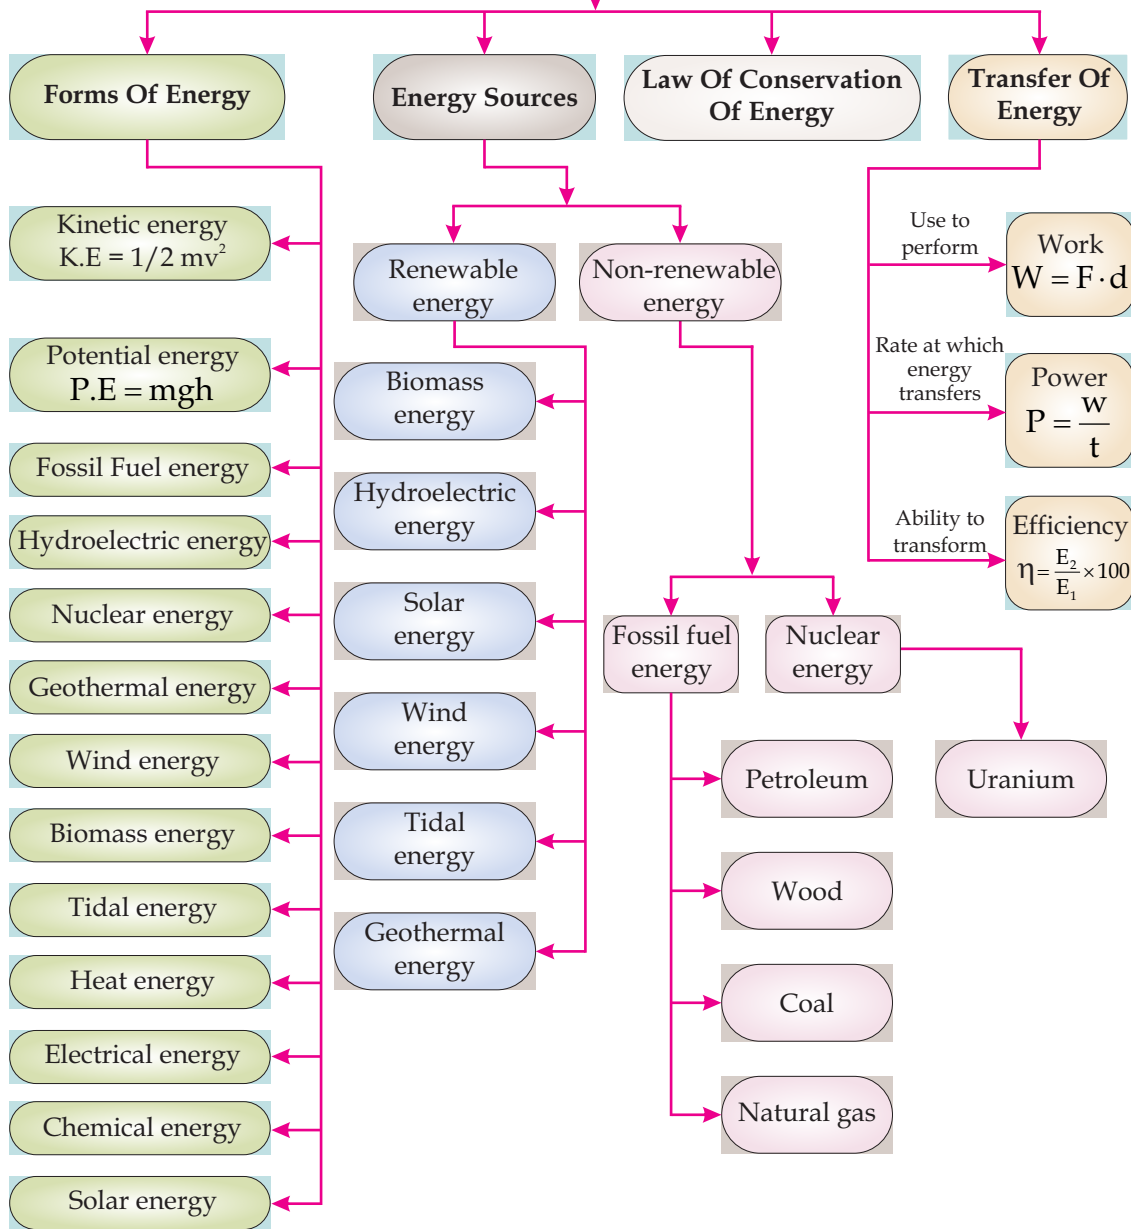 Forms Of Energy
Energy Sources
Law Of Conservation
Of Energy
Transfer Of
Energy
Kinetic energy
K.E = 1/2 mv²
Potential energy
P.E = mgh
Fossil Fuel energy
Hydroelectric energy
Nuclear energy
Geothermal energy
Wind energy
Biomass energy
Tidal energy
Heat energy
Electrical energy
Chemical energy
Solar energy
Renewable
energy
Non-renewable
energy
Biomass
energy
Hydroelectric
energy
Solar
energy
Wind
energy
Tidal
energy
Geothermal
energy
Fossil fuel
energy
Nuclear
energy
Petroleum
Wood
Coal
Natural gas
Uranium
Use to
perform
Work
W = F · d
Rate at which
energy
transfers
Power
P = w/t
Ability to
transform
Efficiency
η = E₂/E₁ × 100